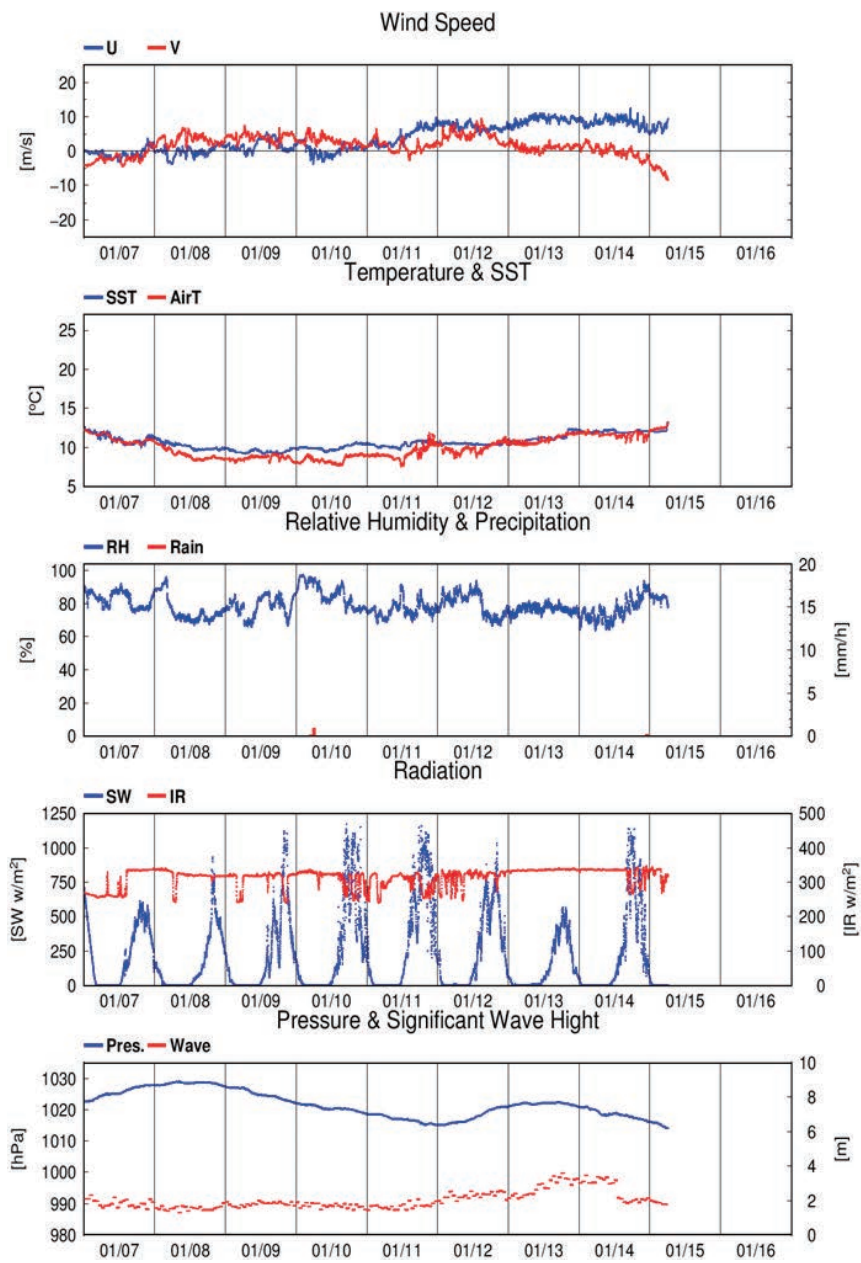 Wind Speed
U V
20
10
0
−10
−20
[m/s]
01/07 01/08 01/09 01/10 01/11 01/12 01/13 01/14 01/15 01/16
Temperature & SST
SST AirT
25
20
15
10
5
[°C]
01/07 01/08 01/09 01/10 01/11 01/12 01/13 01/14 01/15 01/16
Relative Humidity & Precipitation
RH Rain
100
80
60
40
20
0
[%]
20
15
10
5
0
[mm/h]
01/07 01/08 01/09 01/10 01/11 01/12 01/13 01/14 01/15 01/16
Radiation
SW IR
1250
1000
750
500
250
0
[SW w/m²]
500
400
300
200
100
0
[IR w/m²]
01/07 01/08 01/09 01/10 01/11 01/12 01/13 01/14 01/15 01/16
Pressure & Significant Wave Hight
Pres. Wave
1030
1020
1010
1000
990
980
[hPa]
10
8
6
4
2
0
[m]
01/07 01/08 01/09 01/10 01/11 01/12 01/13 01/14 01/15 01/16